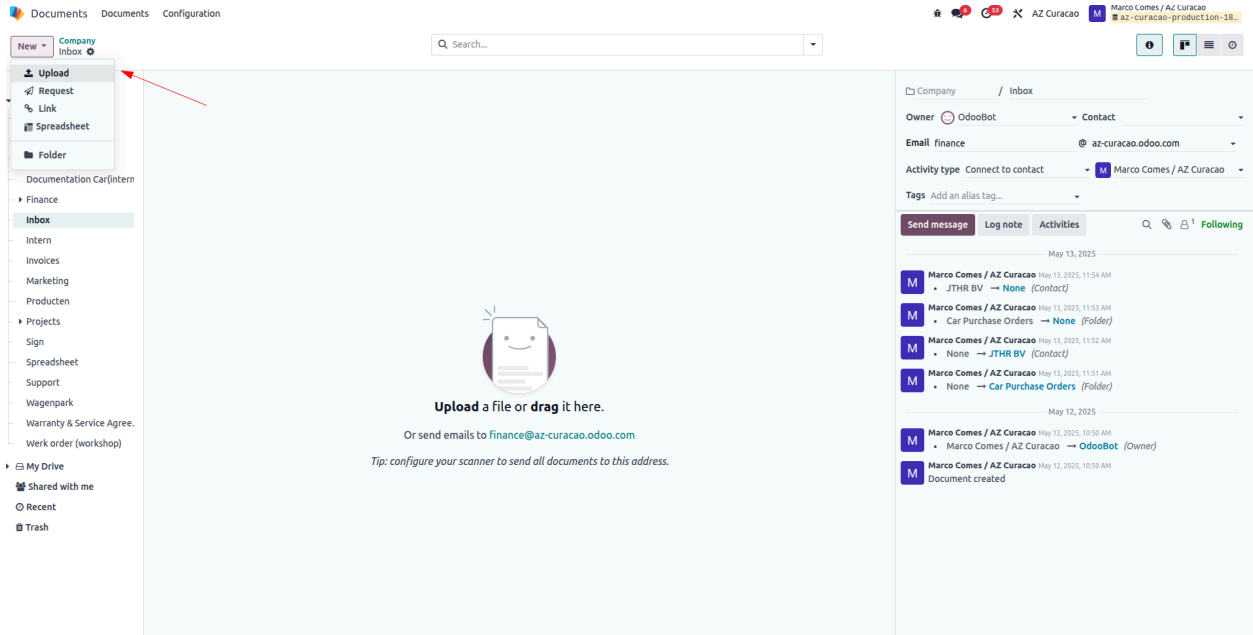 Documents Documents Configuration
6 53 AZ Curacao M Marco Comes / AZ Curacao
az-curacao-production-18...
New Company
Inbox
Search...
Upload
Request
Link
Spreadsheet
Folder
Documentation Car(intern
Finance
Inbox
Intern
Invoices
Marketing
Producten
Projects
Sign
Spreadsheet
Support
Wagenpark
Warranty & Service Agree.
Werk order (workshop)
My Drive
Shared with me
Recent
Trash
Upload a file or drag it here.
Or send emails to finance@az-curacao.odoo.com
Tip: configure your scanner to send all documents to this address.
Company / Inbox
Owner OdooBot Contact
Email finance @ az-curacao.odoo.com
Activity type Connect to contact M Marco Comes / AZ Curacao
Tags Add an alias tag...
Send message Log note Activities 1 Following
May 13, 2025
M Marco Comes / AZ Curacao May 13, 2025, 11:54 AM
• JTHR BV → None (Contact)
M Marco Comes / AZ Curacao May 13, 2025, 11:53 AM
• Car Purchase Orders → None (Folder)
M Marco Comes / AZ Curacao May 13, 2025, 11:52 AM
• None → JTHR BV (Contact)
M Marco Comes / AZ Curacao May 13, 2025, 11:51 AM
• None → Car Purchase Orders (Folder)
May 12, 2025
M Marco Comes / AZ Curacao May 12, 2025, 10:50 AM
• Marco Comes / AZ Curacao → OdooBot (Owner)
M Marco Comes / AZ Curacao May 12, 2025, 10:50 AM
Document created